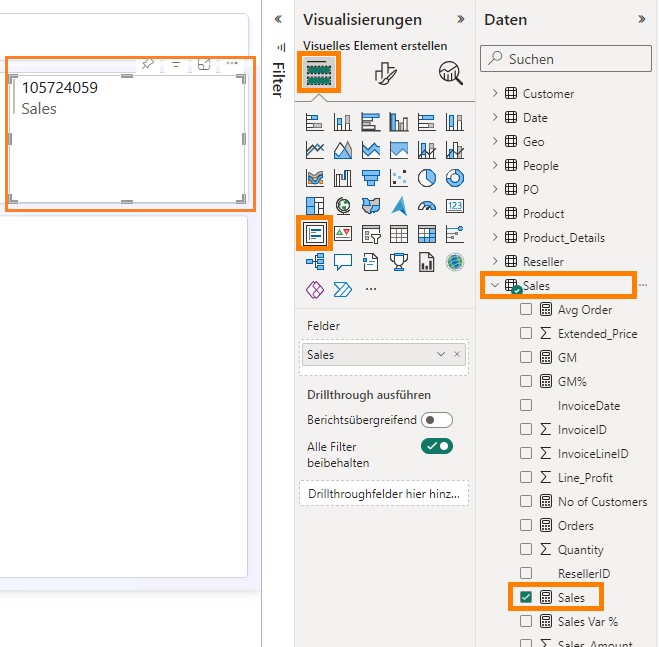 105724059
Sales
Filter
Visualisierungen
Visuelles Element erstellen
123
Felder
Sales
Drillthrough ausführen
Berichtsübergreifend
Alle Filter
beibehalten
Drillthroughfelder hier hinz...
Daten
Suchen
Customer
Date
Geo
People
PO
Product
Product_Details
Reseller
Sales
Avg Order
Extended_Price
GM
GM%
InvoiceDate
InvoiceID
InvoiceLineID
Line_Profit
No of Customers
Orders
Quantity
ResellerID
Sales
Sales Var %
Sales_Amount